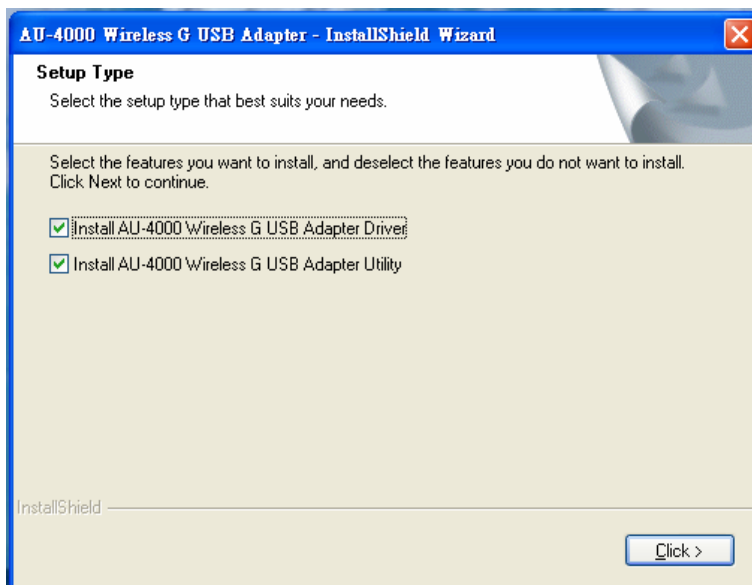 AU-4000 Wireless G USB Adapter - InstallShield Wizard
Setup Type
Select the setup type that best suits your needs.
Select the features you want to install, and deselect the features you do not want to install.
Click Next to continue.
Install AU-4000 Wireless G USB Adapter Driver
Install AU-4000 Wireless G USB Adapter Utility
InstallShield
Click >